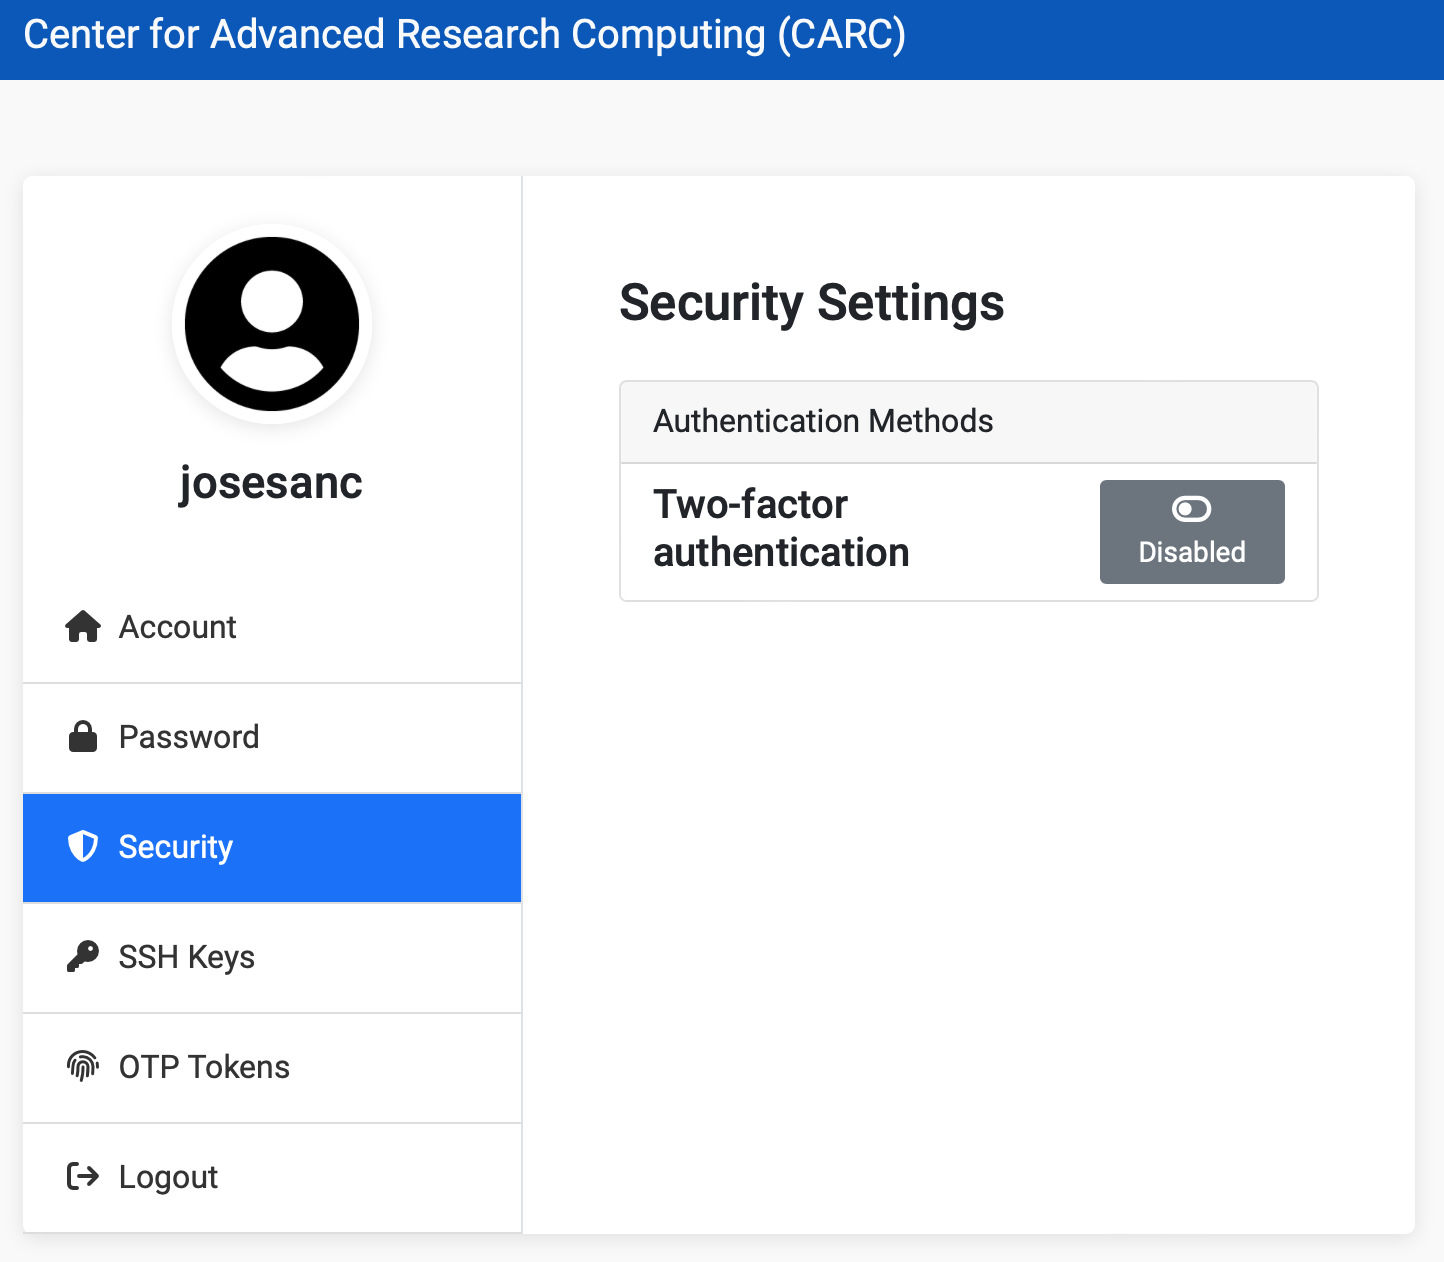 Center for Advanced Research Computing (CARC)
josesanc
Account
Password
Security
SSH Keys
OTP Tokens
Logout
Security Settings
Authentication Methods
Two-factor
authentication
Disabled